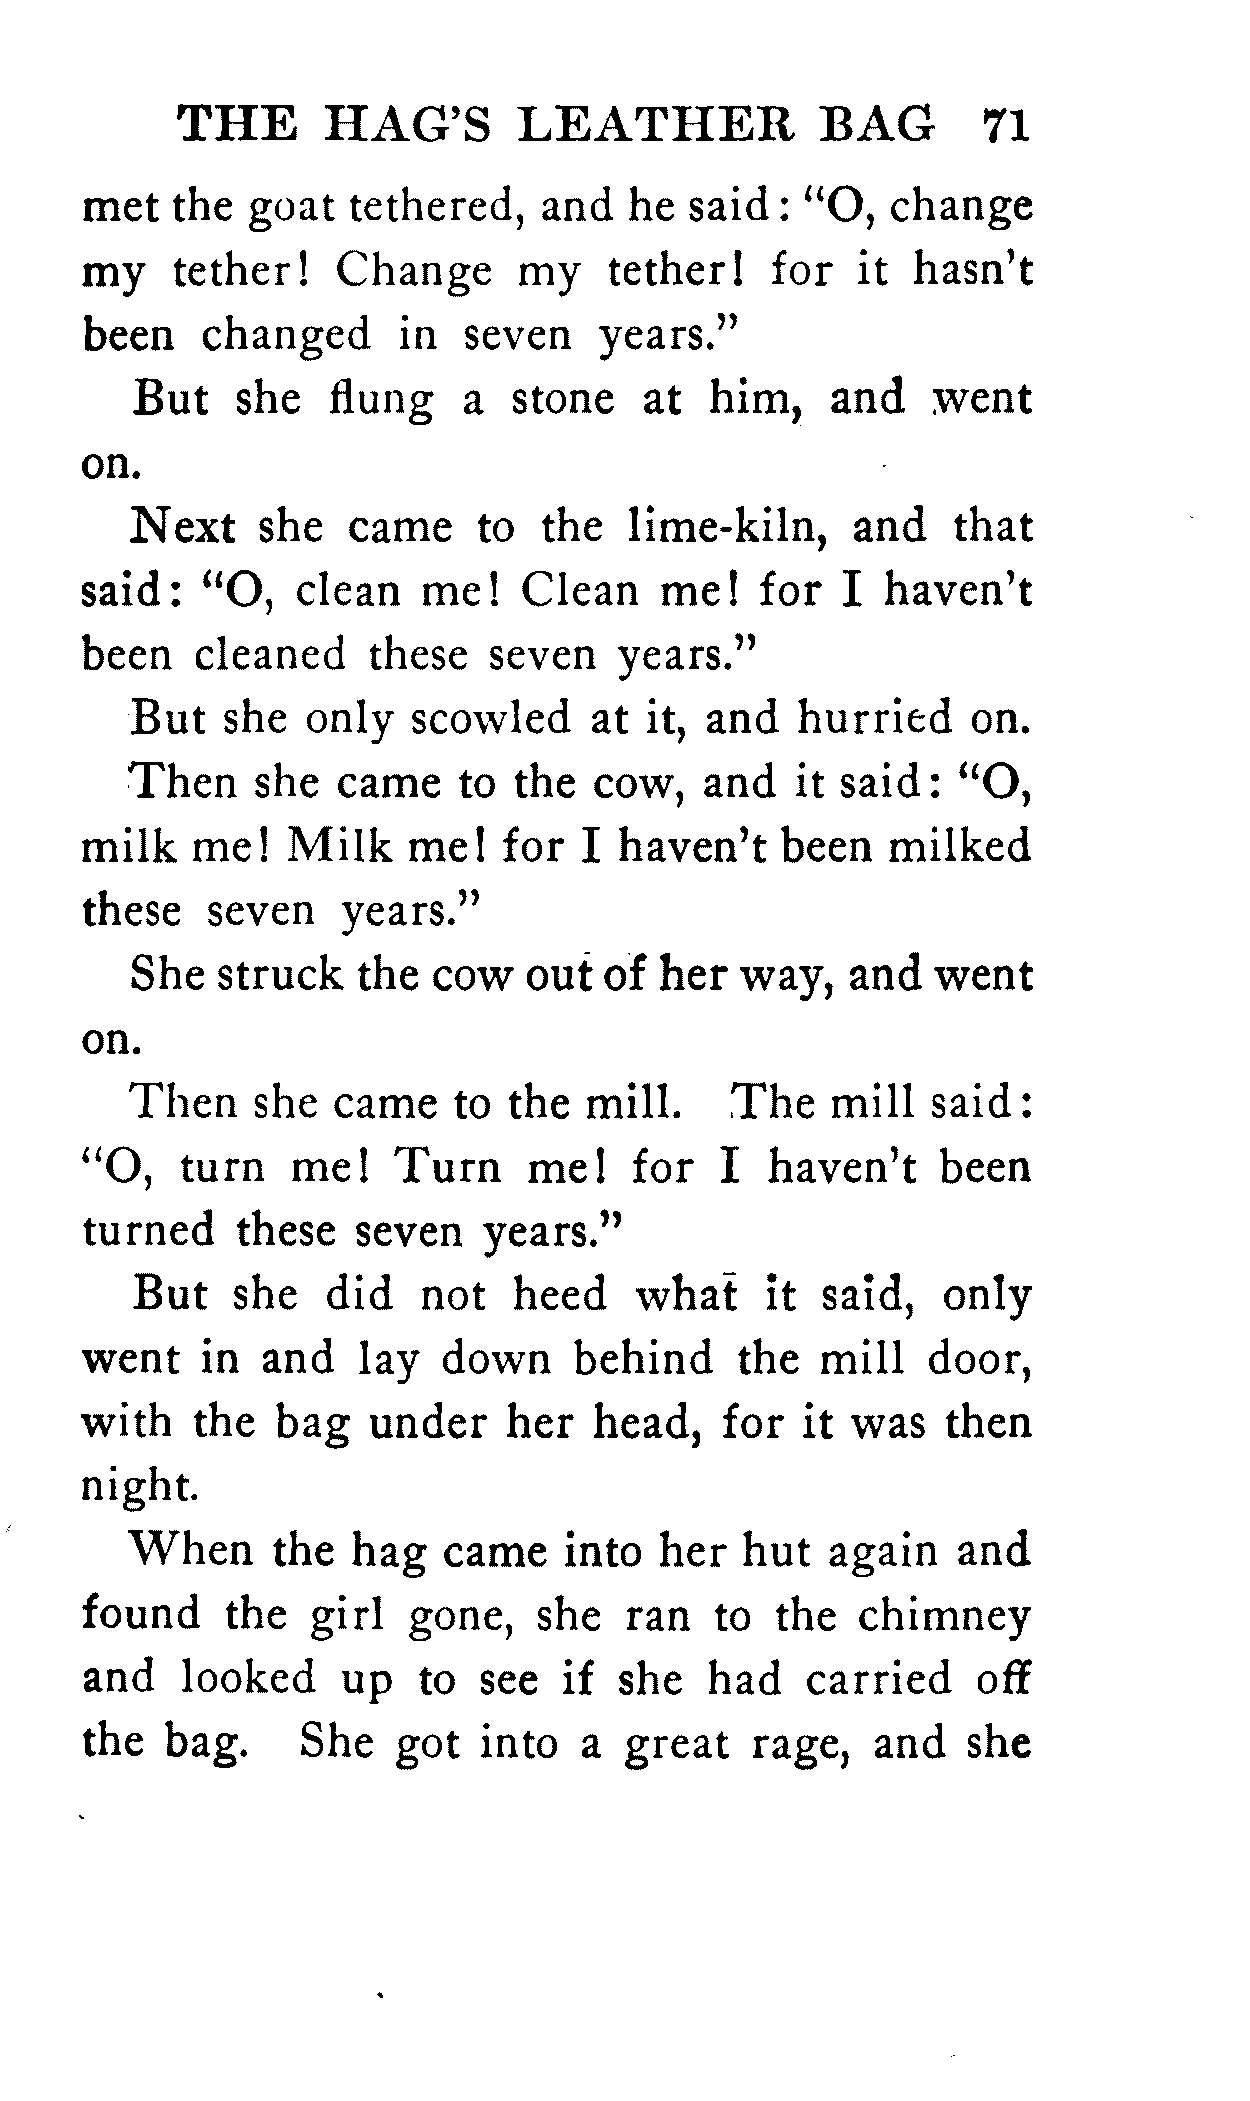 THE HAG'S LEATHER BAG 71
met the goat tethered, and he said: "O, change
my tether! Change my tether! for it hasn't
been changed in seven years."
But she flung a stone at him, and went
on.
Next she came to the lime-kiln, and that
said: "O, clean me! Clean me! for I haven't
been cleaned these seven years."
But she only scowled at it, and hurried on.
Then she came to the cow, and it said: "O,
milk me! Milk me! for I haven't been milked
these seven years."
She struck the cow out of her way, and went
on.
Then she came to the mill. The mill said:
"O, turn me! Turn me! for I haven't been
turned these seven years."
But she did not heed what it said, only
went in and lay down behind the mill door,
with the bag under her head, for it was then
night.
When the hag came into her hut again and
found the girl gone, she ran to the chimney
and looked up to see if she had carried off
the bag. She got into a great rage, and she